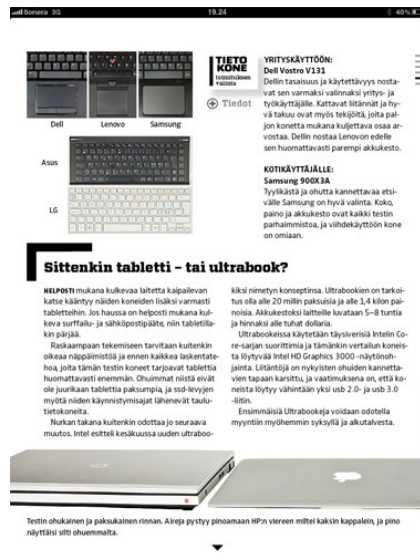 Sonera 3G 19.24 40%
TIETO
KONE
toimituksen
valinta
Tiedot
YRITYSKÄYTTÖÖN:
Dell Vostro V131
Dellin tasaisuus ja käytettävyys nosta-
vat sen varmaksi valinnaksi yritys- ja
työkäyttäjälle. Kattavat liitännät ja hy-
vä takuu ovat myös tekijöitä, joita pal-
jon konetta mukana kuljettava osaa ar-
vostaa. Dellin nostaa Lenovon edelle
sen huomattavasti parempi akkukesto.
KOTIKÄYTTÄJÄLLE:
Samsung 900X3A
Tyylikästä ja ohutta kannettavaa etsi-
välle Samsung on hyvä valinta. Koko,
paino ja akkukesto ovat kaikki testin
parhaimmistoa, ja viihdekäyttöön kone
on omiaan.
Dell Lenovo Samsung
Asus
LG
Sittenkin tabletti – tai ultrabook?
HELPOSTI mukana kulkevaa laitetta kaipailevan
katse kääntyy näiden koneiden lisäksi varmasti
tabletteihin. Jos haussa on helposti mukana kul-
keva surffailu- ja sähköpostipääte, niin tabletilla-
kin pärjää.
Raskaampaan tekemiseen tarvitaan kuitenkin
oikeaa näppäimistöä ja ennen kaikkea laskentate-
hoa, joita tämän testin koneet tarjoavat tablettia
huomattavasti enemmän. Ohuimmat niistä eivät
ole juurikaan tablettia paksumpia, ja ssd-levyjen
myötä niiden käynnistymisajat lähenevät taulu-
tietokoneita.
Nurkan takana kuitenkin odottaa jo seuraava
muutos. Intel esitteli kesäkuussa uuden ultraboo-
kiksi nimetyn konseptinsa. Ultrabookien on tarkoi-
tus olla alle 20 millin paksuisia ja alle 1,4 kilon pai-
noisia. Akkukestoksi laitteille luvataan 5–8 tuntia
ja hinnaksi alle tuhat dollaria.
Ultrabookeissa käytetään täysiverisiä Intelin Co-
re-sarjan suorittimia ja tämänkin vertailun koneis-
ta löytyvää Intel HD Graphics 3000 -näytönoh-
jainta. Liitäntöjä on nykyisten ohuiden kannetta-
vien tapaan karsittu, ja vaatimuksena on, että ko-
neista löytyy vähintään yksi usb 2.0- ja usb 3.0
-liitin.
Ensimmäisiä Ultrabookeja voidaan odotella
myyntiin myöhemmin syksyllä ja alkutalvesta.
Testin ohukainen ja paksukainen rinnan. Aireja pystyy pinoamaan HP:n viereen miltei kaksin kappalein, ja pino
näyttäisi silti ohuemmalta.